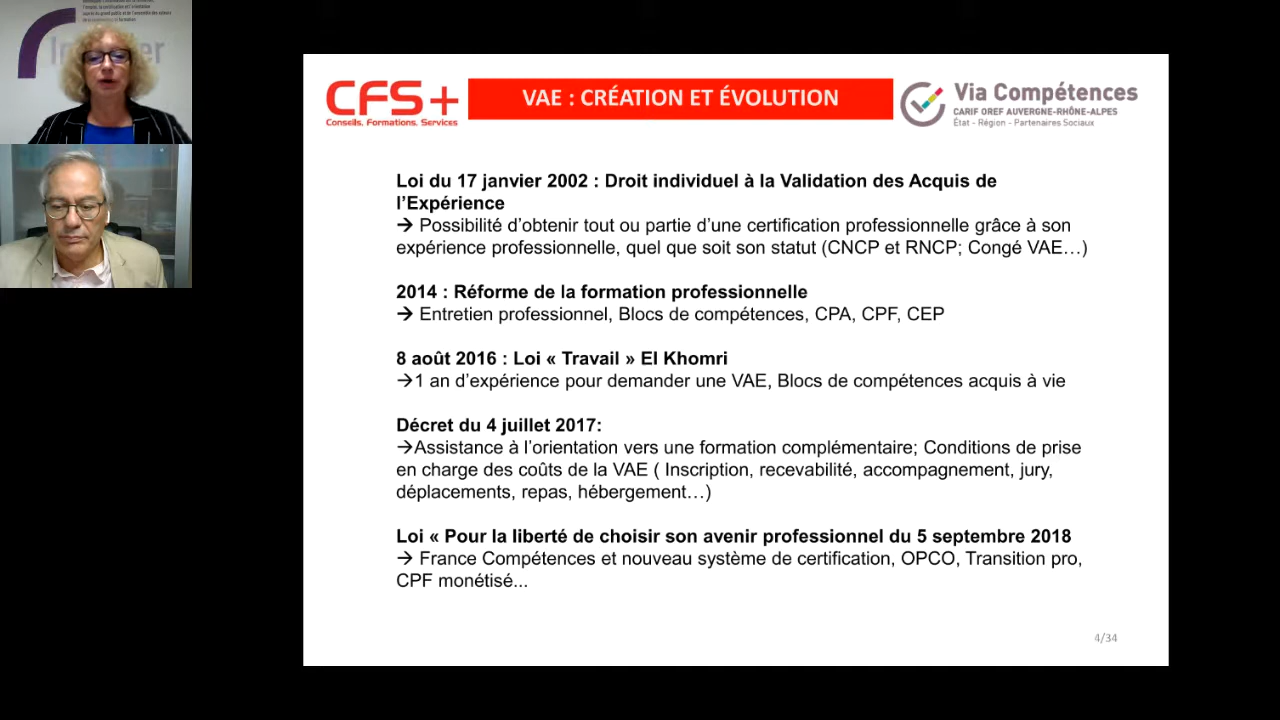 CFS+
Conseils, Formations, Services
VAE : CRÉATION ET ÉVOLUTION
Via Compétences
CARIF OREF AUVERGNE-RHÔNE-ALPES
État - Région - Partenaires Sociaux
Loi du 17 janvier 2002 : Droit individuel à la Validation des Acquis de
l’Expérience
→ Possibilité d’obtenir tout ou partie d’une certification professionnelle grâce à son
expérience professionnelle, quel que soit son statut (CNCP et RNCP; Congé VAE…)
2014 : Réforme de la formation professionnelle
→ Entretien professionnel, Blocs de compétences, CPA, CPF, CEP
8 août 2016 : Loi « Travail » El Khomri
→1 an d’expérience pour demander une VAE, Blocs de compétences acquis à vie
Décret du 4 juillet 2017:
→Assistance à l’orientation vers une formation complémentaire; Conditions de prise
en charge des coûts de la VAE ( Inscription, recevabilité, accompagnement, jury,
déplacements, repas, hébergement…)
Loi « Pour la liberté de choisir son avenir professionnel du 5 septembre 2018
→ France Compétences et nouveau système de certification, OPCO, Transition pro,
CPF monétisé...
4/34